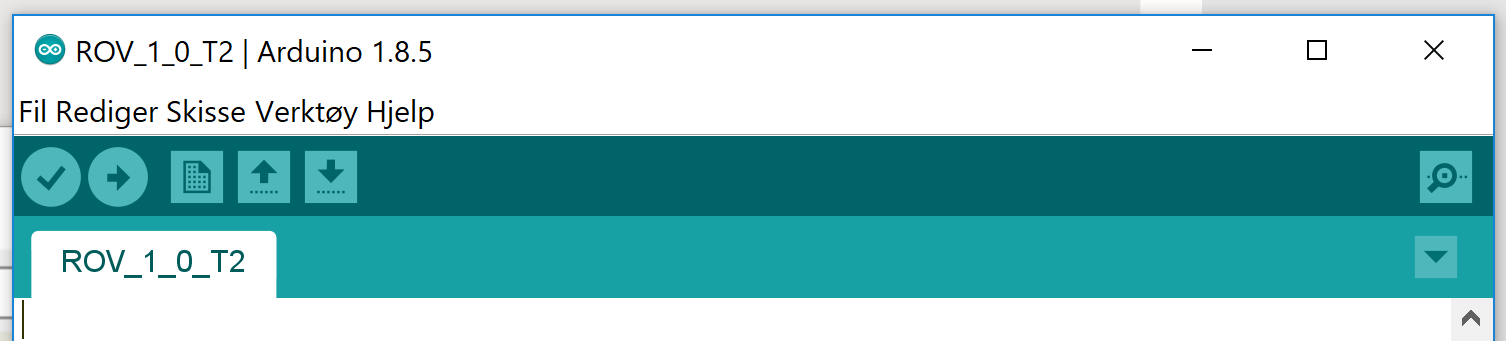 ROV_1_0_T2 | Arduino 1.8.5
Fil Rediger Skisse Verktøy Hjelp
ROV_1_0_T2